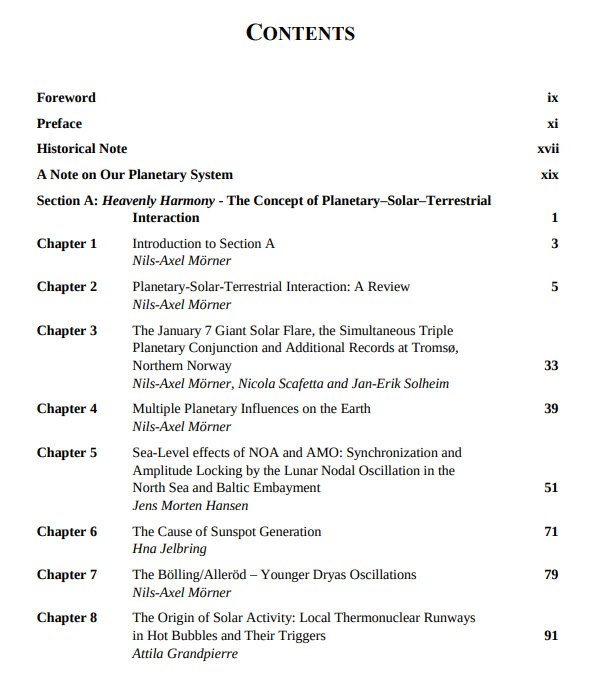 CONTENTS
Foreword ix
Preface xi
Historical Note xvii
A Note on Our Planetary System xix
Section A: Heavenly Harmony - The Concept of Planetary–Solar–Terrestrial
Interaction 1
Chapter 1 Introduction to Section A 3
Nils-Axel Mörner
Chapter 2 Planetary-Solar-Terrestrial Interaction: A Review 5
Nils-Axel Mörner
Chapter 3 The January 7 Giant Solar Flare, the Simultaneous Triple
Planetary Conjunction and Additional Records at Tromsø,
Northern Norway 33
Nils-Axel Mörner, Nicola Scafetta and Jan-Erik Solheim
Chapter 4 Multiple Planetary Influences on the Earth 39
Nils-Axel Mörner
Chapter 5 Sea-Level effects of NOA and AMO: Synchronization and
Amplitude Locking by the Lunar Nodal Oscillation in the
North Sea and Baltic Embayment 51
Jens Morten Hansen
Chapter 6 The Cause of Sunspot Generation 71
Hna Jelbring
Chapter 7 The Bölling/Alleröd – Younger Dryas Oscillations 79
Nils-Axel Mörner
Chapter 8 The Origin of Solar Activity: Local Thermonuclear Runways
in Hot Bubbles and Their Triggers 91
Attila Grandpierre